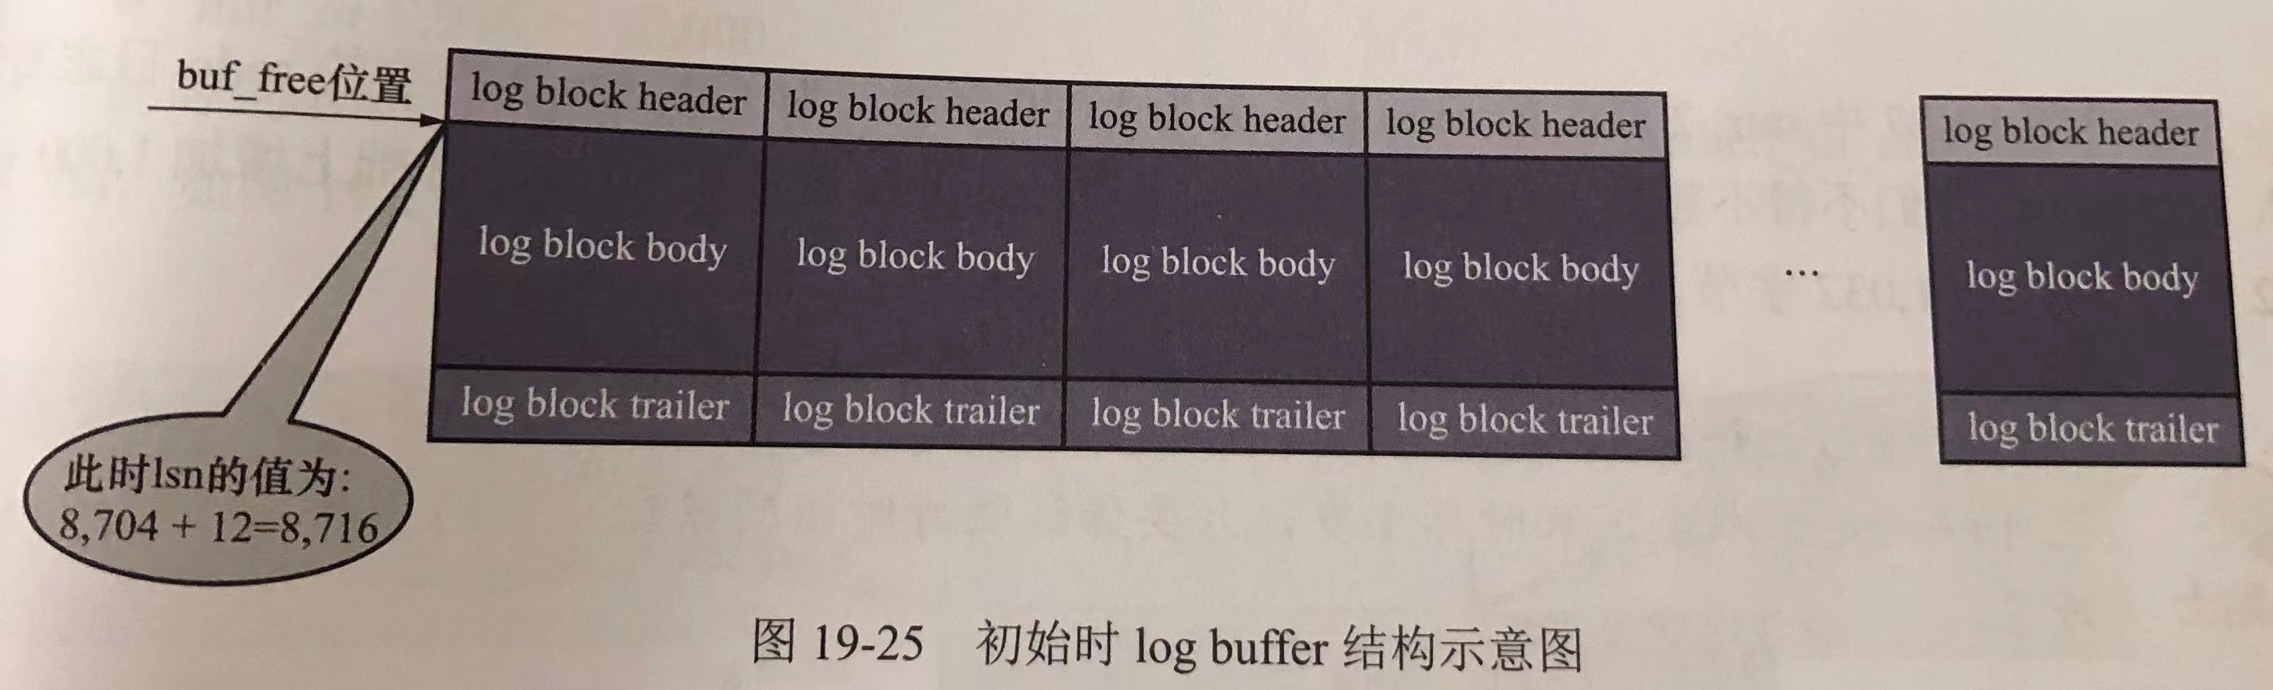 buf_free位置
log block header
log block header
log block header
log block header
log block header
log block body
log block body
log block body
log block body
...
log block body
log block trailer
log block trailer
log block trailer
log block trailer
log block trailer
此时lsn的值为:
8,704 + 12=8,716
图 19-25 初始时 log buffer 结构示意图